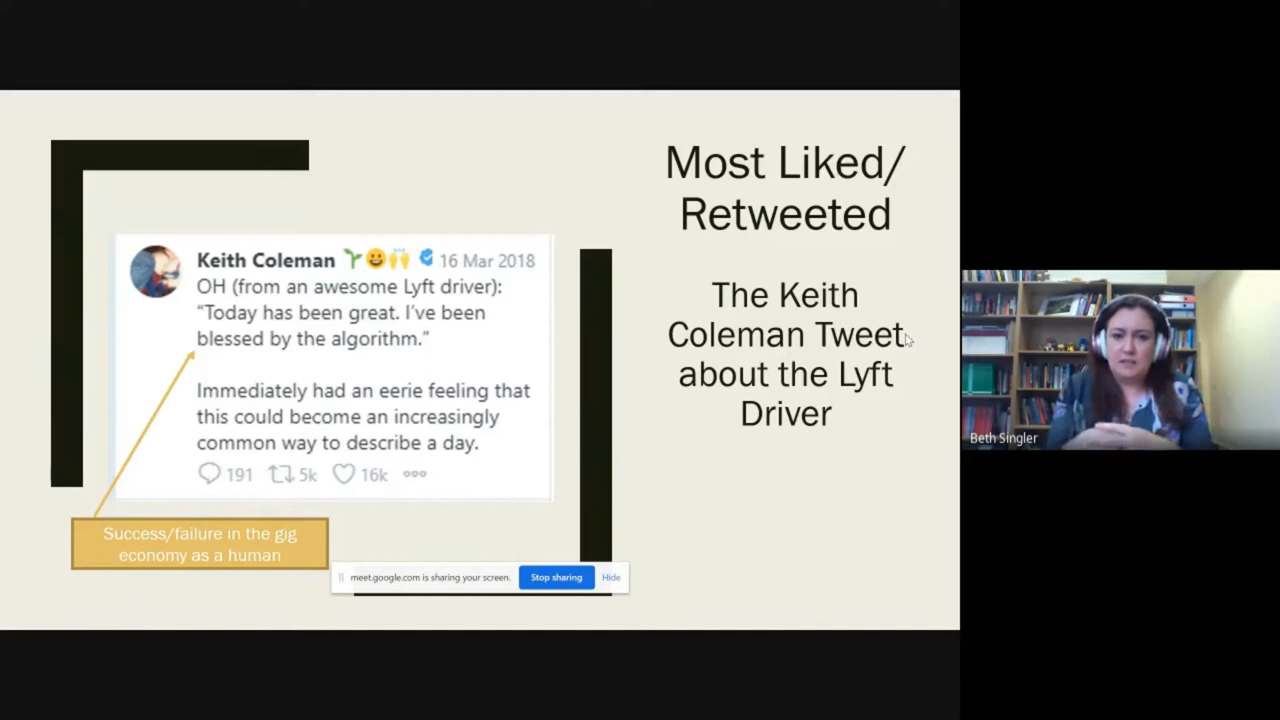 Most Liked/
Retweeted
The Keith
Coleman Tweet
about the Lyft
Driver
Keith Coleman 🌱😀🙌 16 Mar 2018
OH (from an awesome Lyft driver):
“Today has been great. I’ve been
blessed by the algorithm.”
Immediately had an eerie feeling that
this could become an increasingly
common way to describe a day.
191 5k 16k
Success/failure in the gig
economy as a human
meet.google.com is sharing your screen. Stop sharing Hide
Beth Singler